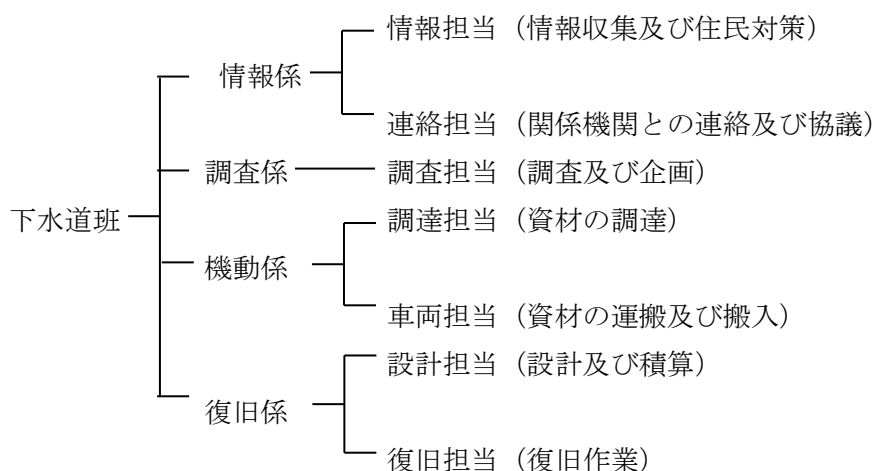 情報担当（情報収集及び住民対策）
情報係
連絡担当（関係機関との連絡及び協議）
調査係
調査担当（調査及び企画）
下水道班
調達担当（資材の調達）
機動係
車両担当（資材の運搬及び搬入）
設計担当（設計及び積算）
復旧係
復旧担当（復旧作業）